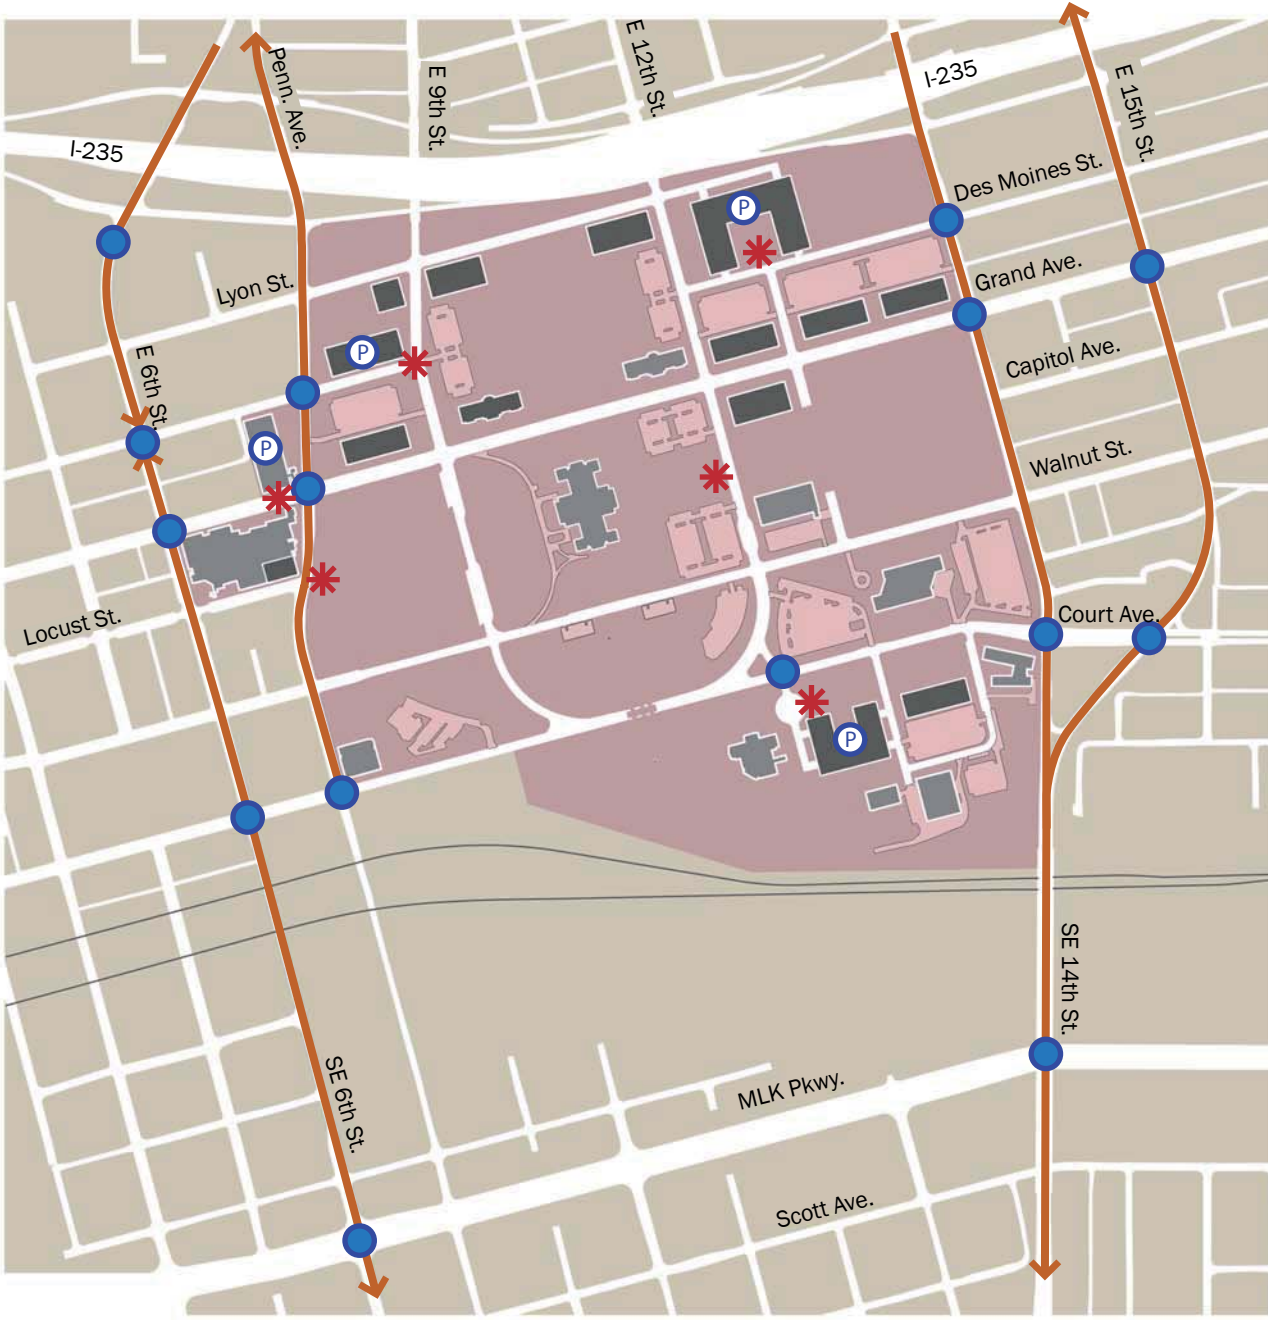 E 12th St.
Penn. Ave.
E 9th St.
I-235
E 15th St.
I-235
Des Moines St.
P
Grand Ave.
Lyon St.
Capitol Ave.
E 6th St.
P
P
Walnut St.
Locust St.
Court Ave.
P
SE 14th St.
SE 6th St.
MLK Pkwy.
Scott Ave.